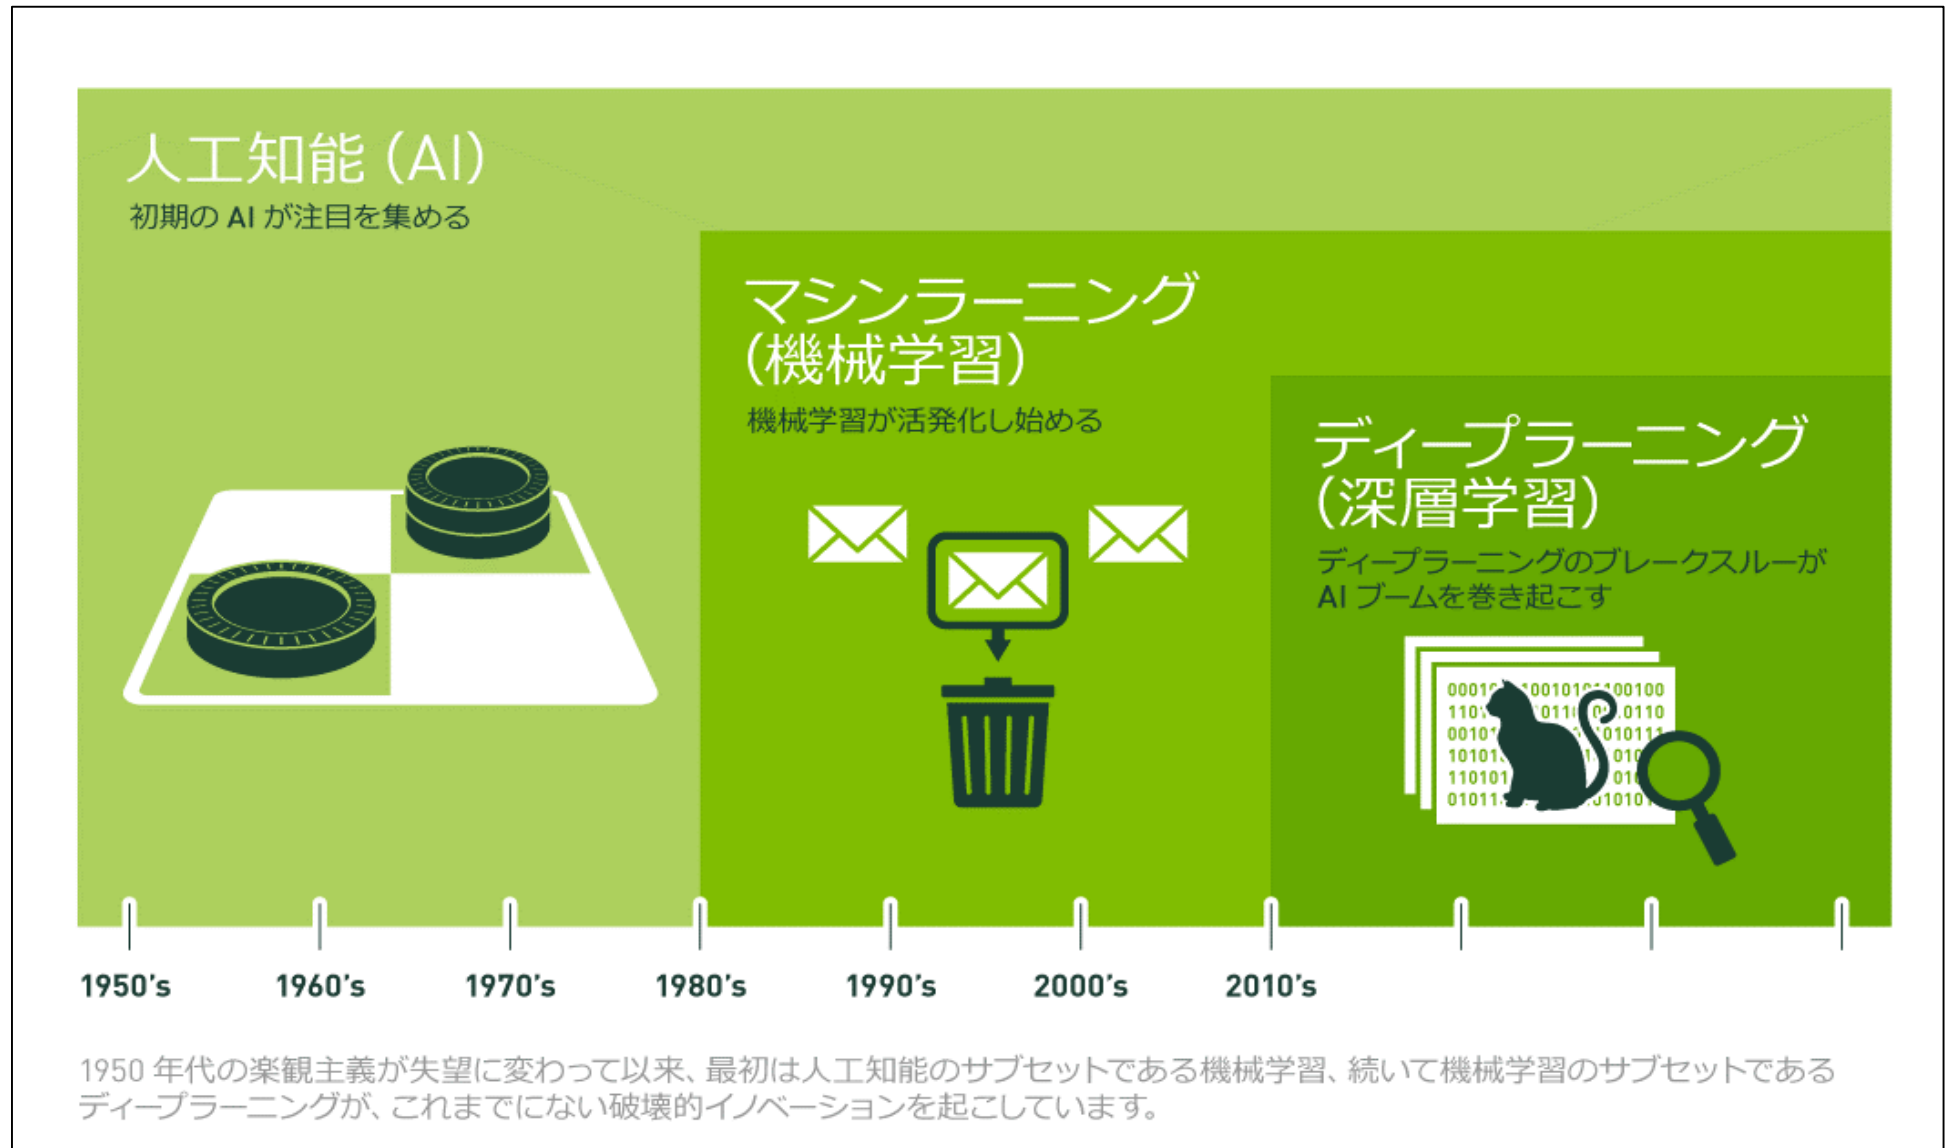 人工知能（AI）
初期の AI が注目を集める
マシンラーニング
（機械学習）
機械学習が活発化し始める
ディープラーニング
（深層学習）
ディープラーニングのブレークスルーが
AI ブームを巻き起こす
1950's 1960's 1970's 1980's 1990's 2000's 2010's
1950 年代の楽観主義が失望に変わって以来、最初は人工知能のサブセットである機械学習、続いて機械学習のサブセットである
ディープラーニングが、これまでにない破壊的イノベーションを起こしています。